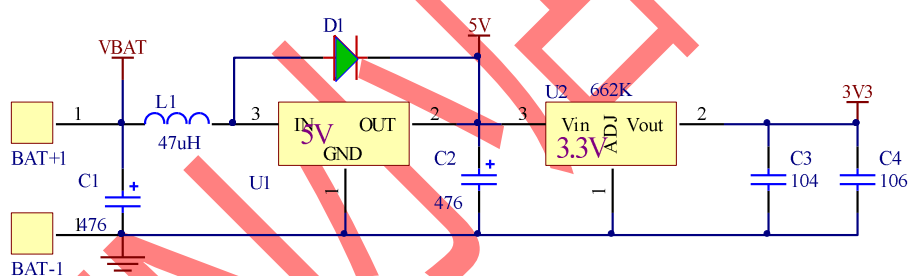 D1
5V
VBAT
U2 662K
3V3
1 L1 3 IN OUT 2 3 Vin ADJ Vout 2
5V
3.3V
BAT+1 47uH GND C2 C3 C4
C1 U1 1 1 104 106
476
1 476
BAT-1